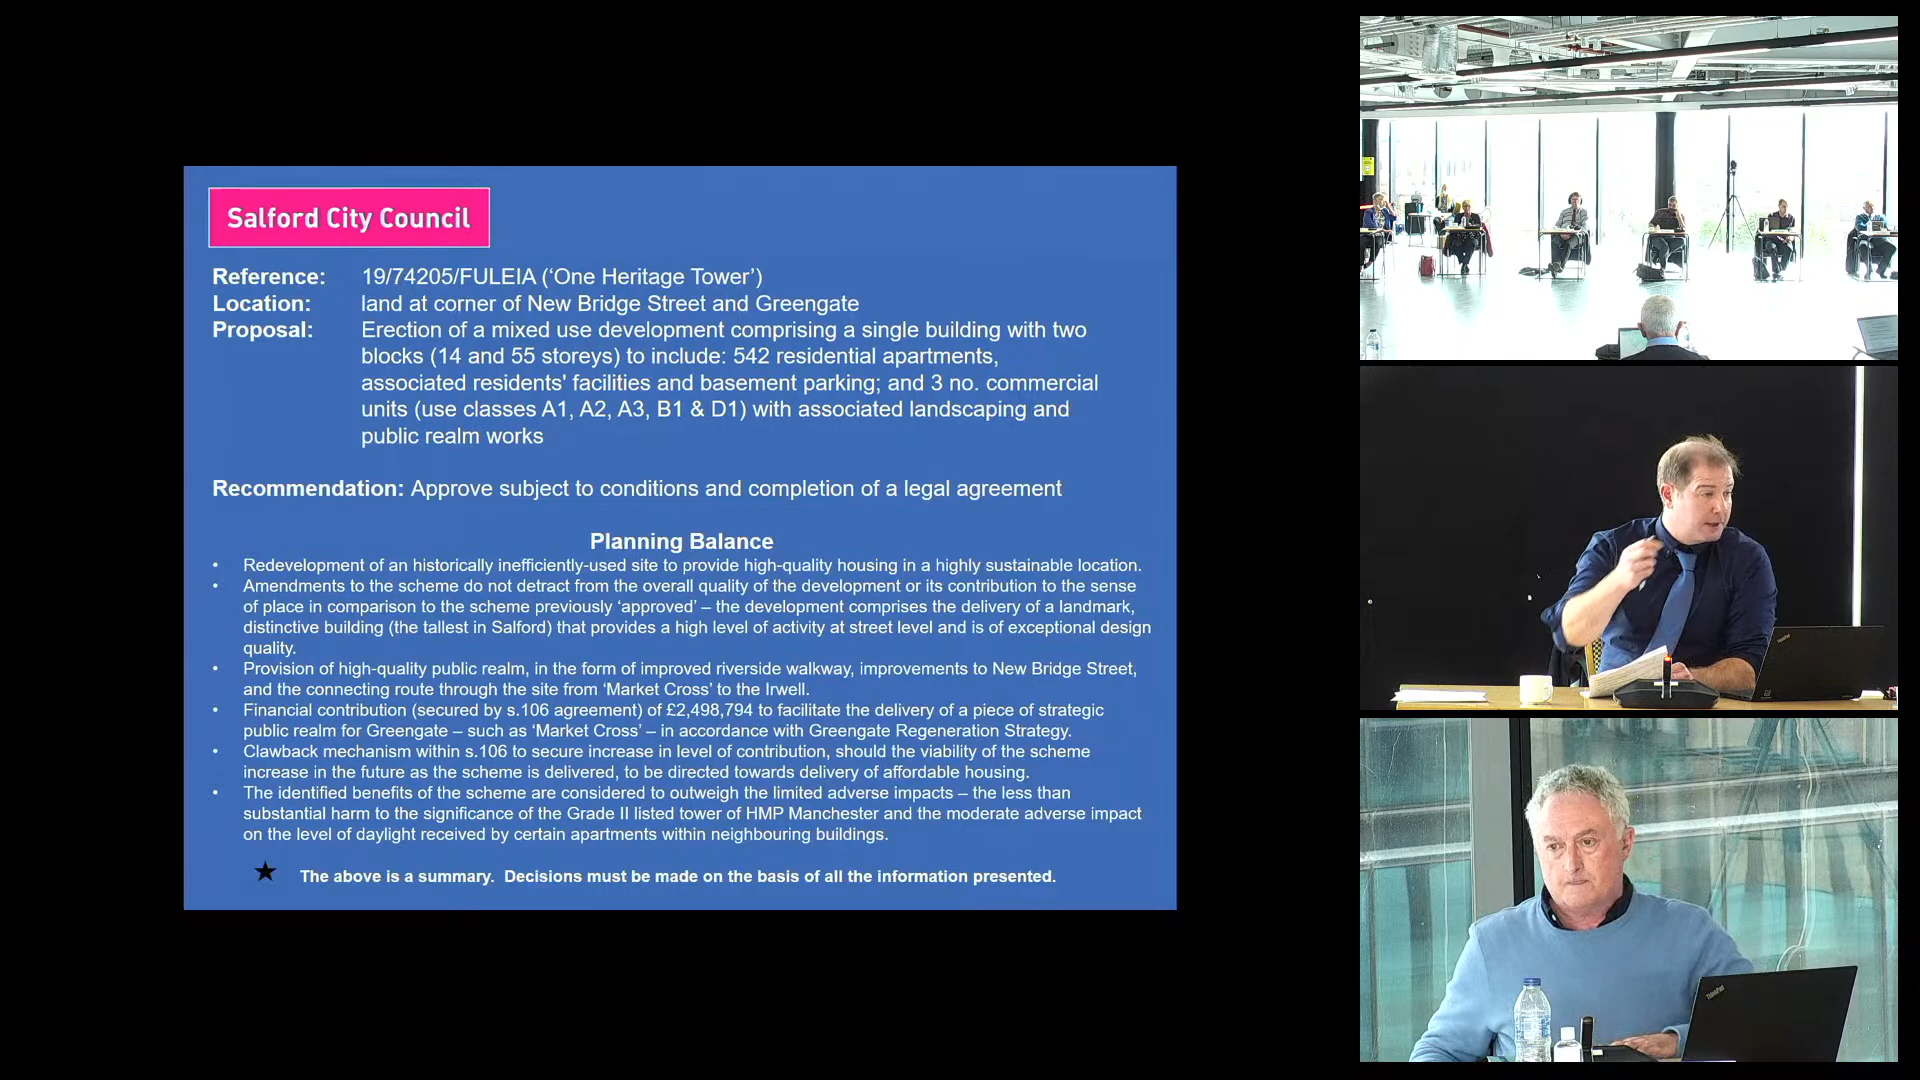 Salford City Council
Reference: 19/74205/FULEIA (‘One Heritage Tower’)
Location: land at corner of New Bridge Street and Greengate
Proposal: Erection of a mixed use development comprising a single building with two
blocks (14 and 55 storeys) to include: 542 residential apartments,
associated residents' facilities and basement parking; and 3 no. commercial
units (use classes A1, A2, A3, B1 & D1) with associated landscaping and
public realm works
Recommendation: Approve subject to conditions and completion of a legal agreement
Planning Balance
• Redevelopment of an historically inefficiently-used site to provide high-quality housing in a highly sustainable location.
• Amendments to the scheme do not detract from the overall quality of the development or its contribution to the sense
of place in comparison to the scheme previously ‘approved’ – the development comprises the delivery of a landmark,
distinctive building (the tallest in Salford) that provides a high level of activity at street level and is of exceptional design
quality.
• Provision of high-quality public realm, in the form of improved riverside walkway, improvements to New Bridge Street,
and the connecting route through the site from ‘Market Cross’ to the Irwell.
• Financial contribution (secured by s.106 agreement) of £2,498,794 to facilitate the delivery of a piece of strategic
public realm for Greengate – such as ‘Market Cross’ – in accordance with Greengate Regeneration Strategy.
• Clawback mechanism within s.106 to secure increase in level of contribution, should the viability of the scheme
increase in the future as the scheme is delivered, to be directed towards delivery of affordable housing.
• The identified benefits of the scheme are considered to outweigh the limited adverse impacts – the less than
substantial harm to the significance of the Grade II listed tower of HMP Manchester and the moderate adverse impact
on the level of daylight received by certain apartments within neighbouring buildings.
★ The above is a summary. Decisions must be made on the basis of all the information presented.
ThinkPad
ThinkPad